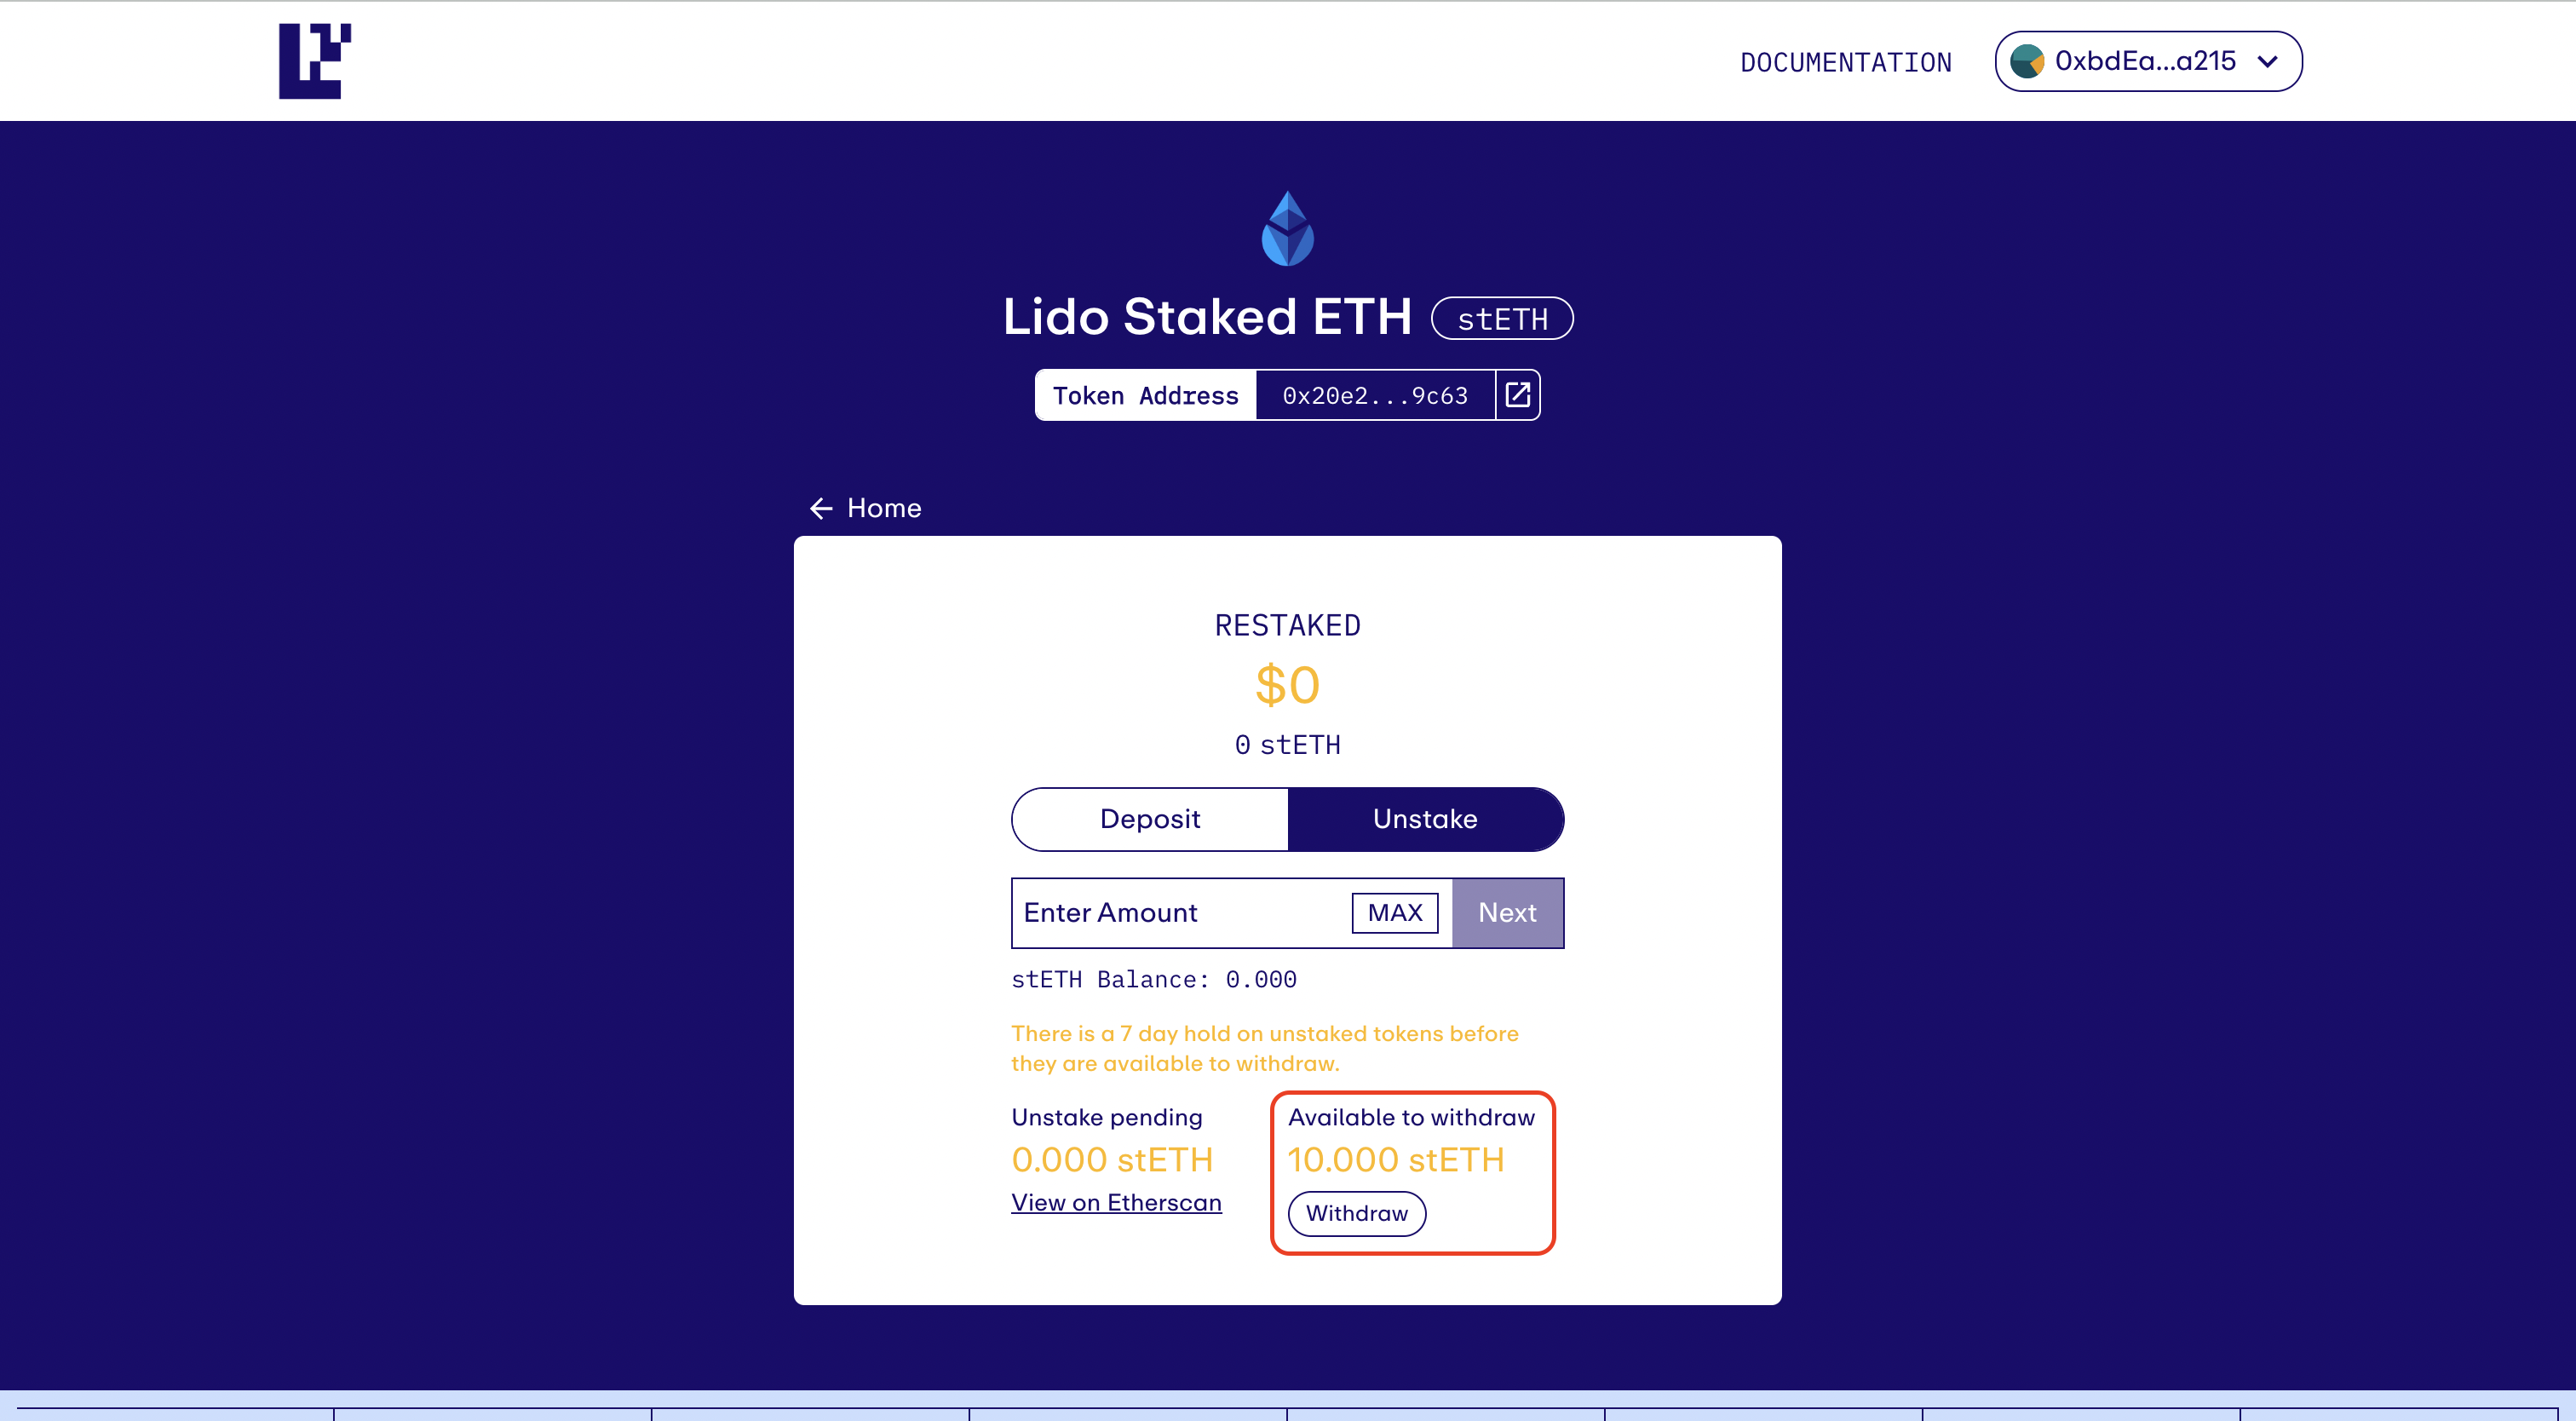 DOCUMENTATION
0xbdEa...a215
Lido Staked ETH
stETH
Token Address
0x20e2...9c63
Home
RESTAKED
$0
0 stETH
Deposit
Unstake
Enter Amount
MAX
Next
stETH Balance: 0.000
There is a 7 day hold on unstaked tokens before
they are available to withdraw.
Unstake pending
0.000 stETH
View on Etherscan
Available to withdraw
10.000 stETH
Withdraw